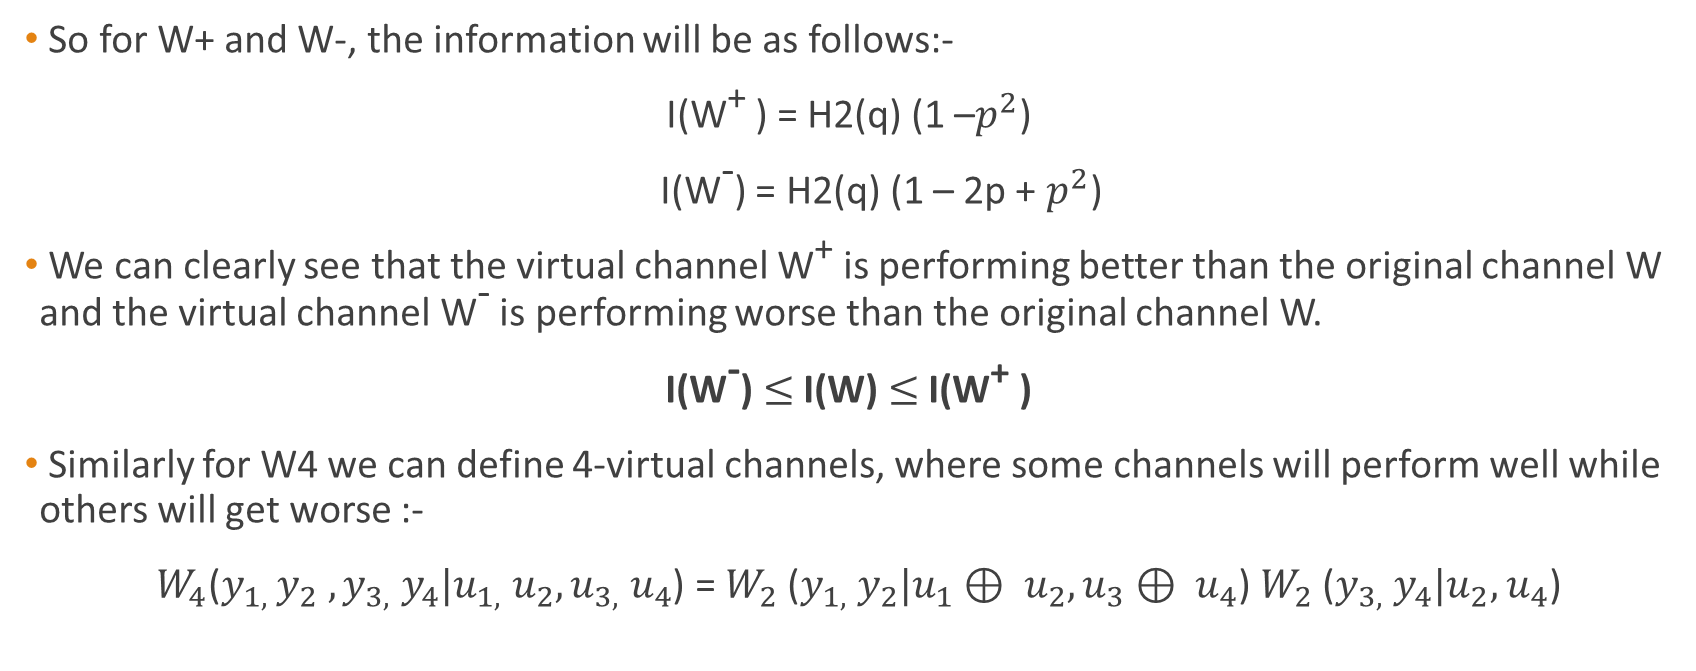 • So for W+ and W-, the information will be as follows:-
I(W⁺ ) = H2(q) (1 –p²)
I(W⁻) = H2(q) (1 – 2p + p²)
• We can clearly see that the virtual channel W⁺ is performing better than the original channel W
and the virtual channel W⁻ is performing worse than the original channel W.
I(W⁻) ≤ I(W) ≤ I(W⁺ )
• Similarly for W4 we can define 4-virtual channels, where some channels will perform well while
others will get worse :-
W₄(y₁, y₂ , y₃, y₄|u₁, u₂, u₃, u₄) = W₂ (y₁, y₂|u₁ ⊕ u₂, u₃ ⊕ u₄) W₂ (y₃, y₄|u₂, u₄)